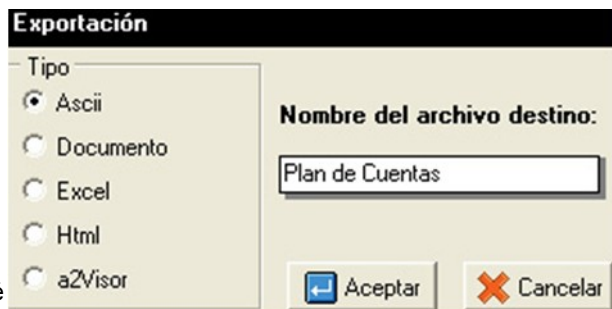 Exportación
Tipo
Ascii
Documento
Excel
Html
a2Visor
Nombre del archivo destino:
Plan de Cuentas
Aceptar
Cancelar